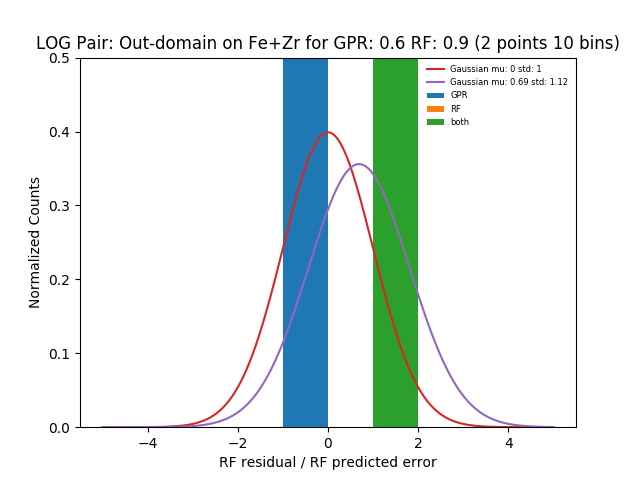 LOG Pair: Out-domain on Fe+Zr for GPR: 0.6 RF: 0.9 (2 points 10 bins)
Gaussian mu: 0 std: 1
Gaussian mu: 0.69 std: 1.12
GPR
RF
both
Normalized Counts
0.5
0.4
0.3
0.2
0.1
0.0
−4
−2
0
2
4
RF residual / RF predicted error